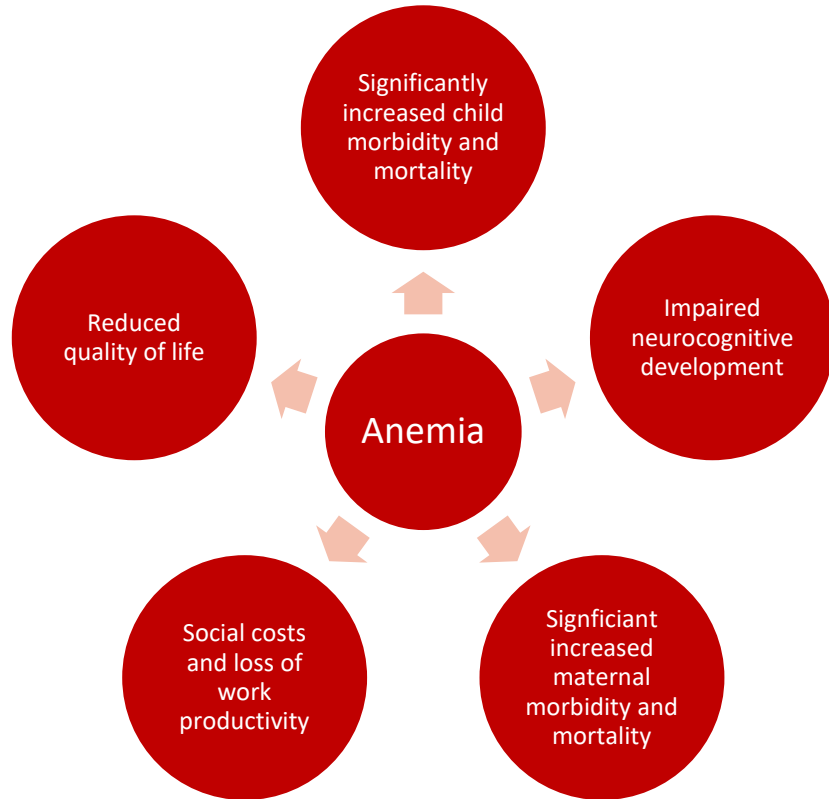 Significantly
increased child
morbidity and
mortality
Reduced
quality of life
Impaired
neurocognitive
development
Anemia
Social costs
and loss of
work
productivity
Signficiant
increased
maternal
morbidity and
mortality